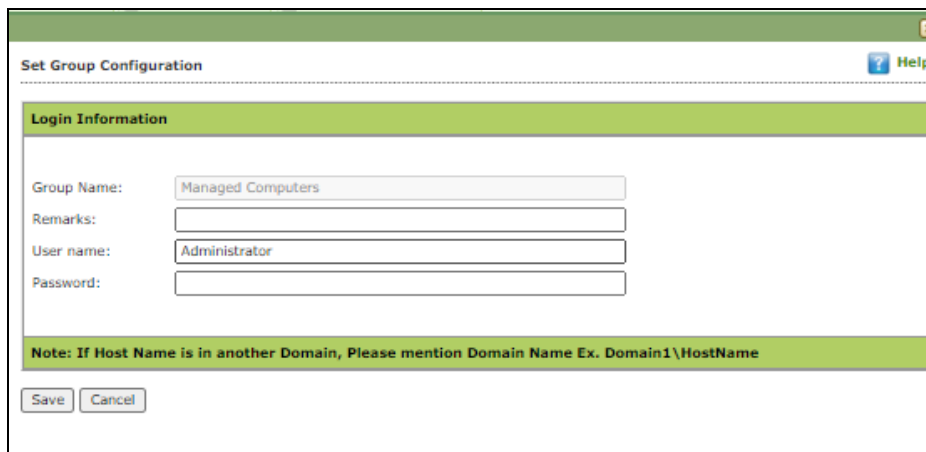 Set Group Configuration
Help
Login Information
Group Name: Managed Computers
Remarks:
User name: Administrator
Password:
Note: If Host Name is in another Domain, Please mention Domain Name Ex. Domain1\HostName
Save Cancel